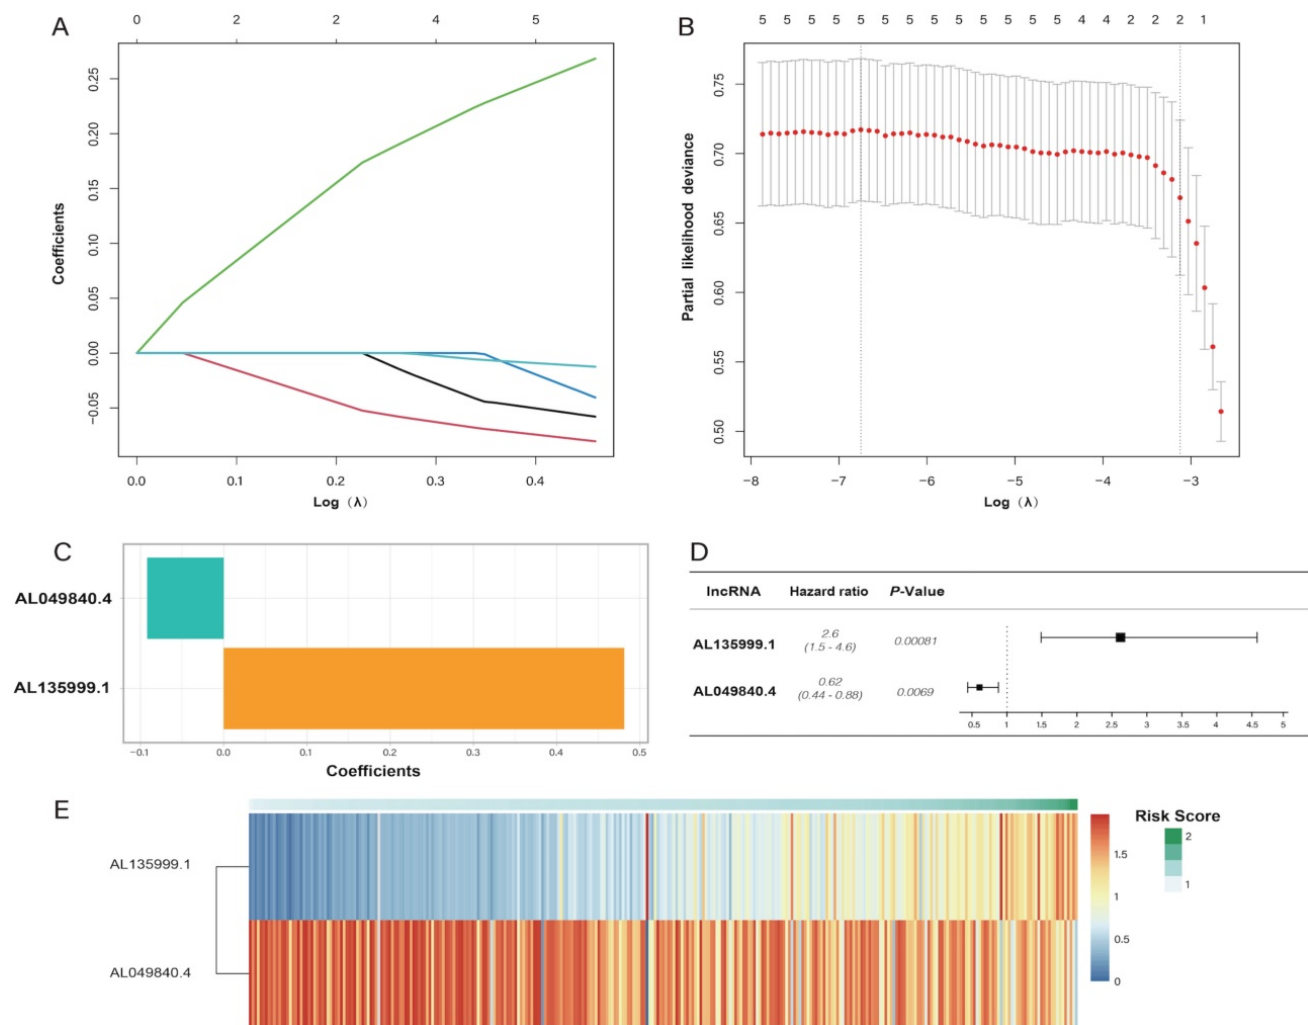 A
0 2 2 4 5
Coefficients
0.25
0.20
0.15
0.10
0.05
0.00
−0.05
0.0 0.1 0.2 0.3 0.4
Log (λ)
B
5 5 5 5 5 5 5 5 5 5 5 5 5 4 4 2 2 2 1
Partial likelihood deviance
0.75
0.70
0.65
0.60
0.55
0.50
−8 −7 −6 −5 −4 −3
Log (λ)
C
AL049840.4
AL135999.1
−0.1 0.0 0.1 0.2 0.3 0.4 0.5
Coefficients
D
lncRNA Hazard ratio P-Value
AL135999.1 2.6 (1.5 - 4.6) 0.00081
AL049840.4 0.62 (0.44 - 0.88) 0.0069
0.5 1 1.5 2 2.5 3 3.5 4 4.5 5
E
AL135999.1
AL049840.4
1.5
1
0.5
0
Risk Score
2
1